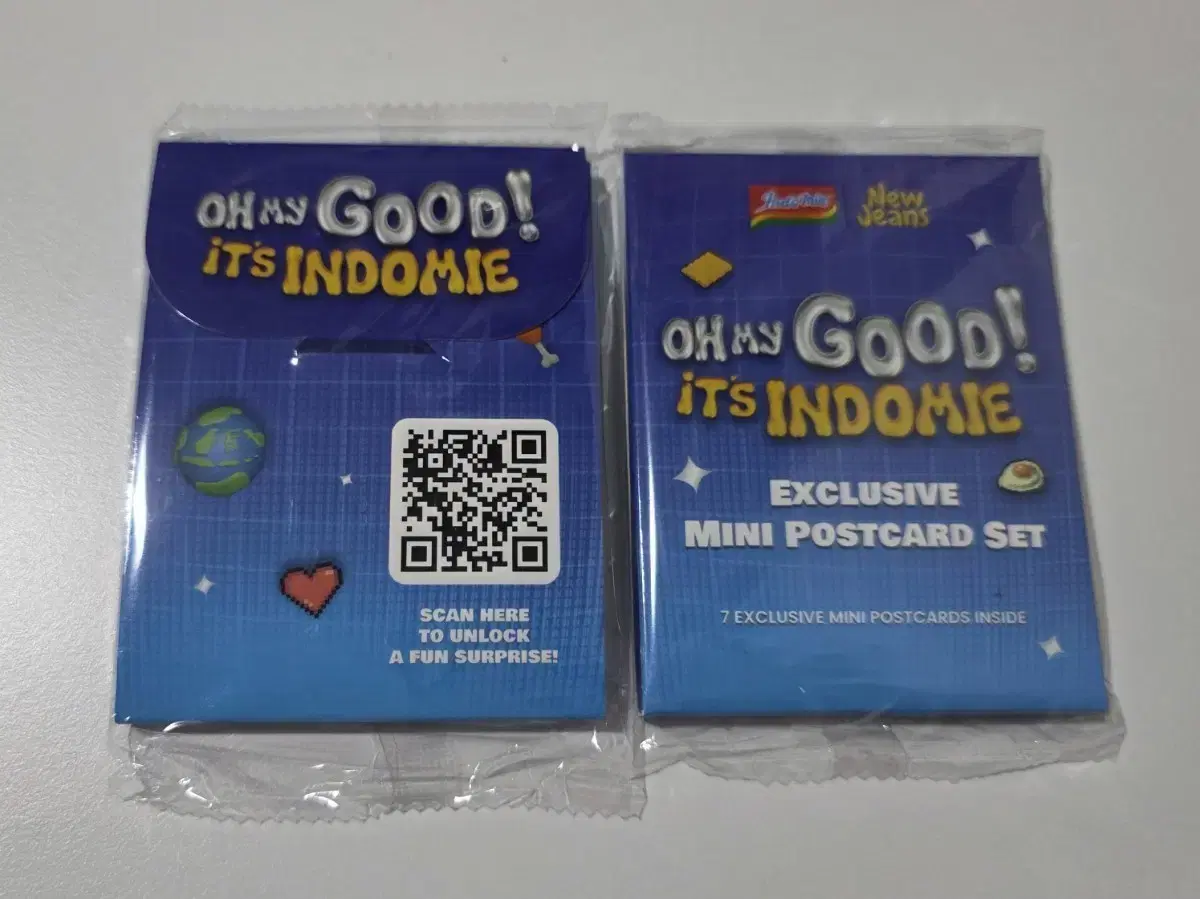 OH MY GOOD!
iT'S INDOMIE
SCAN HERE
TO UNLOCK
A FUN SURPRISE!
Indomie
New
Jeans
OH MY GOOD!
iT'S INDOMIE
EXCLUSIVE
MINI POSTCARD SET
7 EXCLUSIVE MINI POSTCARDS INSIDE